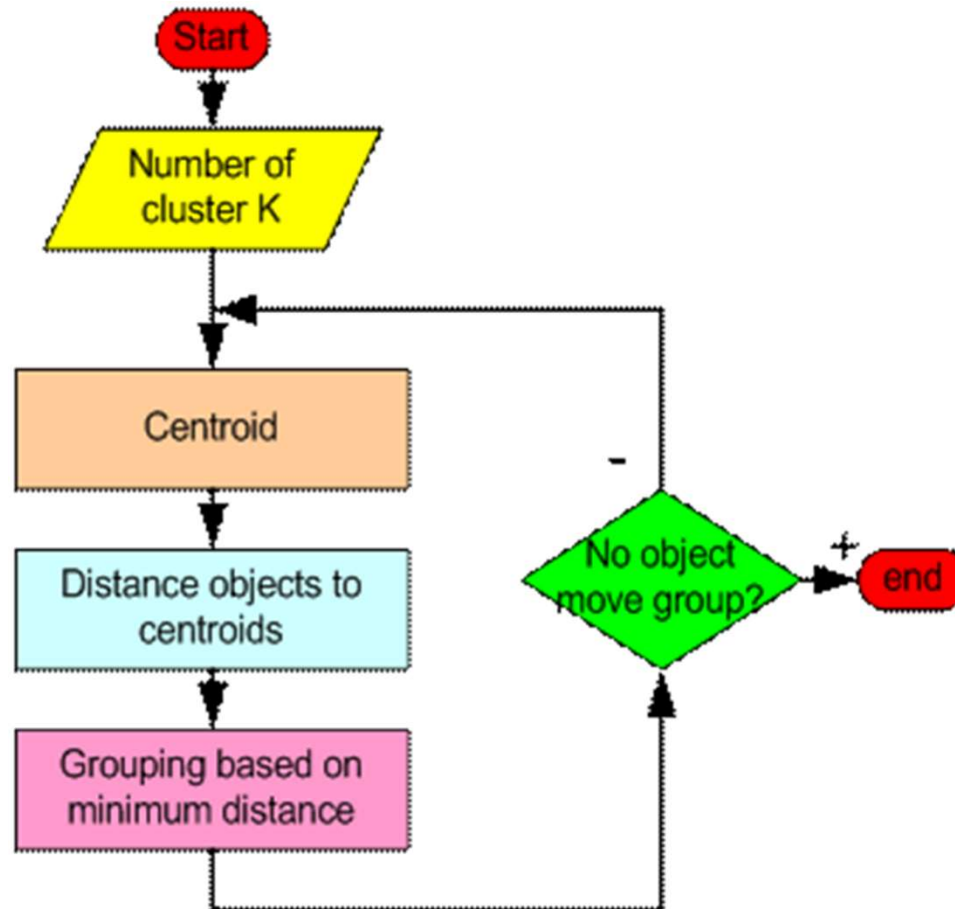 Start
Number of
cluster K
Centroid
-
Distance objects to
centroids
No object
move group?
+
end
Grouping based on
minimum distance